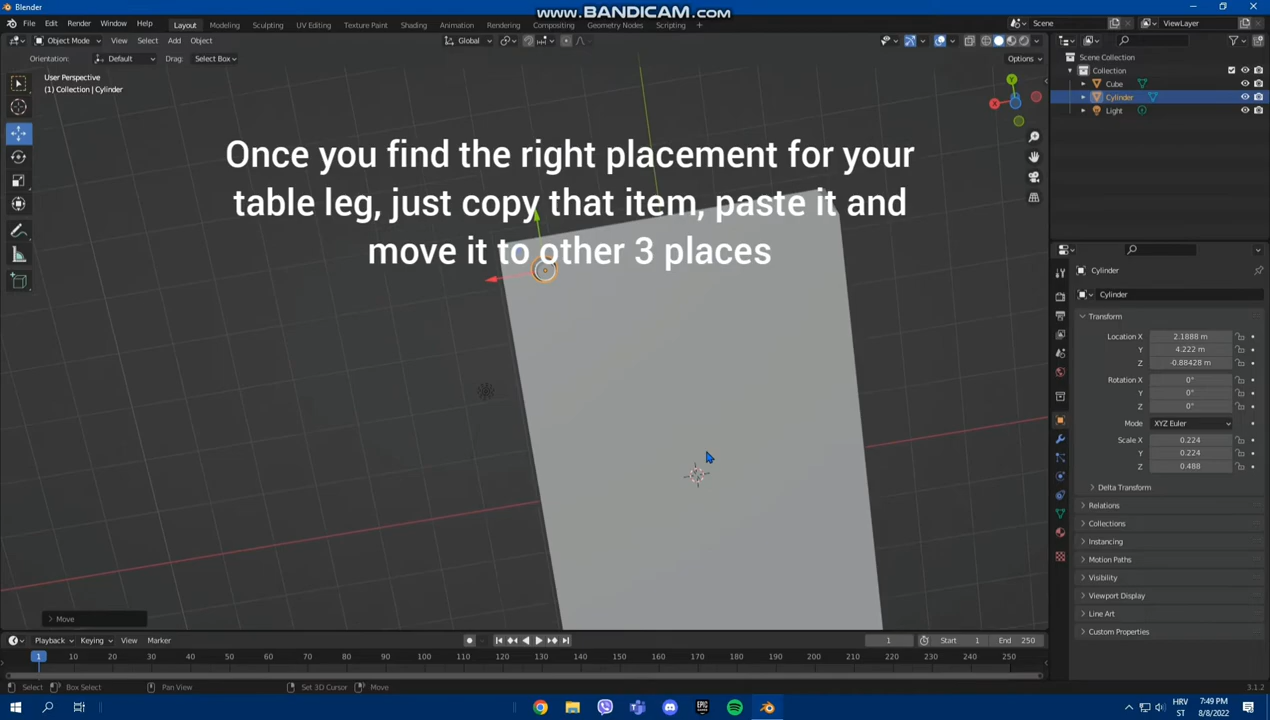 Blender
www.BANDICAM.com
File Edit Render Window Help Layout Modeling Sculpting UV Editing Texture Paint Shading Animation Rendering Compositing Geometry Nodes Scripting Scene ViewLayer
Object Mode View Select Add Object Global
Orientation: Default Drag: Select Box Options
User Perspective
(1) Collection | Cylinder
Once you find the right placement for your
table leg, just copy that item, paste it and
move it to other 3 places
Y
X
Scene Collection
Collection
Cube
Cylinder
Light
Cylinder
Cylinder
Transform
Location X 2.1888 m
Y 4.222 m
Z -0.88428 m
Rotation X 0°
Y 0°
Z 0°
Mode XYZ Euler
Scale X 0.224
Y 0.224
Z 0.488
Delta Transform
Relations
Collections
Instancing
Motion Paths
Visibility
Viewport Display
Line Art
Custom Properties
Move
Playback Keying View Marker 1 Start 1 End 250
1 10 20 30 40 50 60 70 80 90 100 110 120 130 140 150 160 170 180 190 200 210 220 230 240 250
Select Box Select Pan View Set 3D Cursor Move 3.1.2
HRV 7:49 PM
ST 8/8/2022